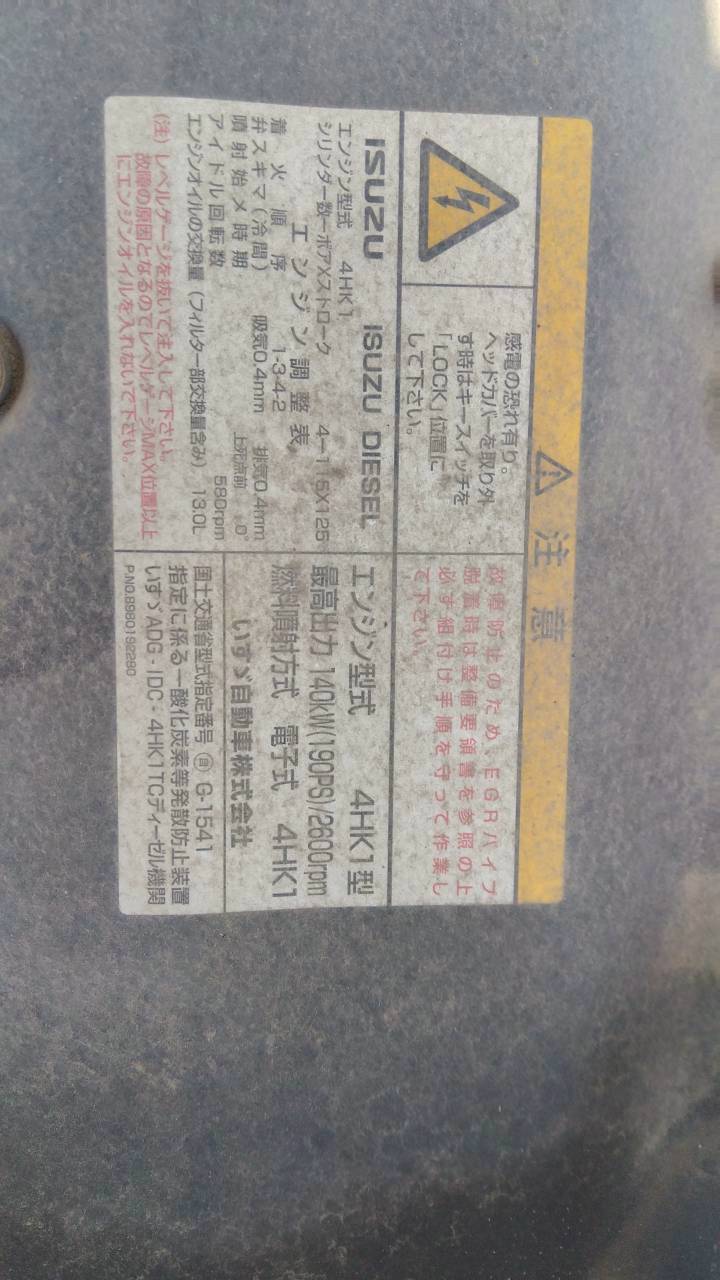 注意
感電の恐れ有り。
ヘッドカバーを取り外
す時はキースイッチを
「LOCK」位置に
して下さい。
故障防止のため、EGRパイプ
脱着時は整備要領書を参照の上
必ず組付け手順を守って作業し
て下さい。
ISUZU ISUZU DIESEL
エンジン型式 4HK1
シリンダー数ーボアXストローク 4ー115X125
エンジン調整表
着火順序 1-3-4-2
弁スキマ(冷間) 吸気0.4mm 排気0.4mm
噴射始メ時期 上死点前 0°
アイドル回転数 580rpm
エンジンオイルの交換量(フィルター部交換量含み) 13.0L
(注)レベルゲージを抜いて注入して下さい。
故障の原因となるのでレベルゲージMAX位置以上
にエンジンオイルを入れないで下さい。
エンジン型式 4HK1型
最高出力 140kW(190PS)/2600rpm
燃料噴射方式 電子式 4HK1
いすゞ自動車株式会社
国土交通省型式指定番号 ㊐ G-1541
指定に係る一酸化炭素等発散防止装置
いすゞADG-IDC-4HK1TCディーゼル機関
P.NO.8980192280